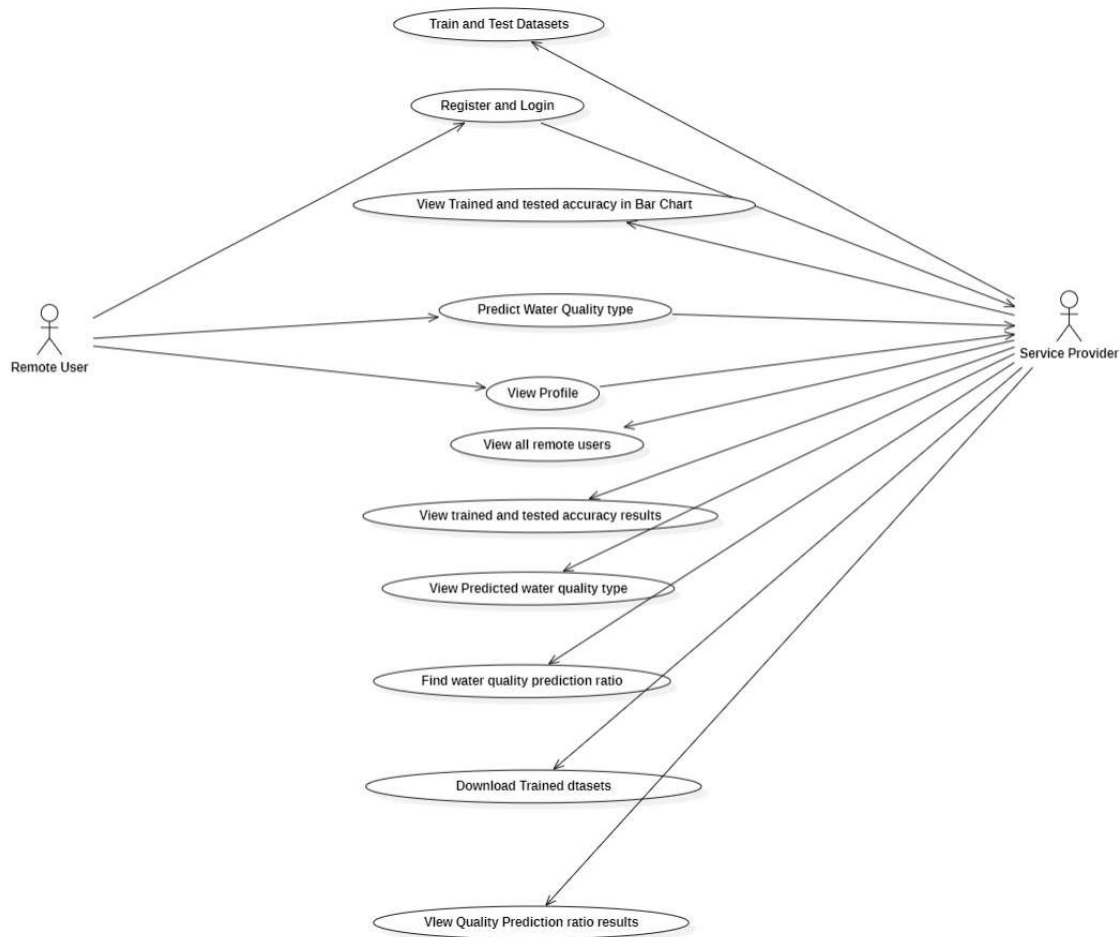 Train and Test Datasets
Register and Login
View Trained and tested accuracy in Bar Chart
Predict Water Quality type
Remote User
Service Provider
View Profile
View all remote users
View trained and tested accuracy results
View Predicted water quality type
Find water quality prediction ratio
Download Trained dtasets
VIew Quality Prediction ratio results